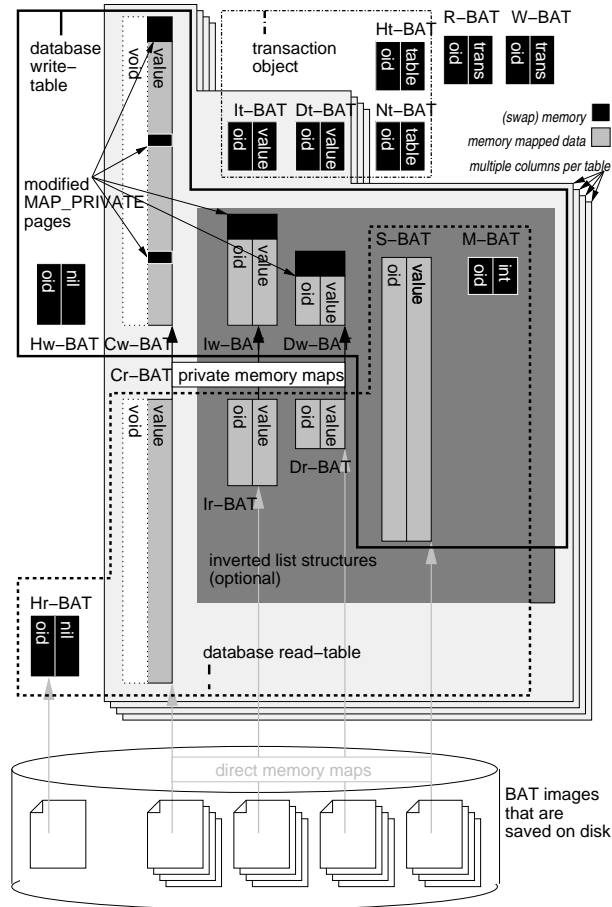 database
write–
table
void
value
transaction
object
Ht–BAT
oid
table
R–BAT
oid
trans
W–BAT
oid
trans
It–BAT
oid
value
Dt–BAT
oid
value
Nt–BAT
oid
table
(swap) memory
memory mapped data
multiple columns per table
modified
MAP_PRIVATE
pages
oid
nil
Hw–BAT
Cw–BAT
oid
value
Iw–BAT
oid
value
Dw–BAT
S–BAT
oid
value
M–BAT
oid
int
Cr–BAT
private memory maps
void
value
oid
value
Ir–BAT
oid
value
Dr–BAT
inverted list structures
(optional)
Hr–BAT
oid
nil
database read–table
direct memory maps
BAT images
that are
saved on disk